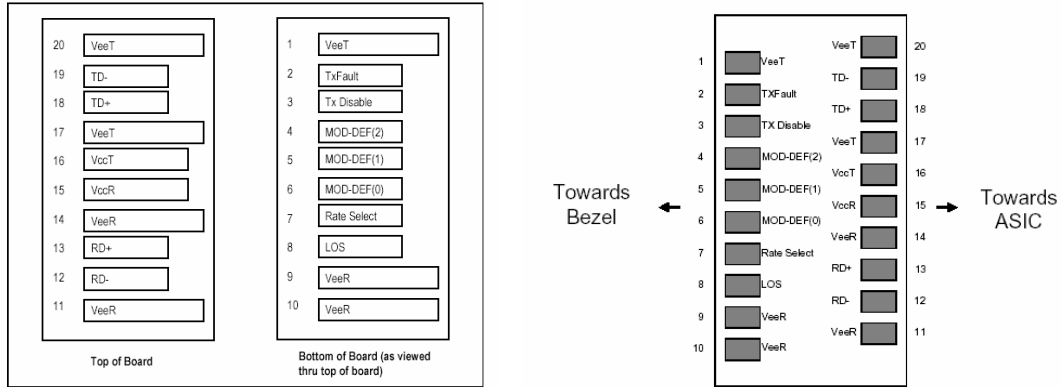 20 VeeT
19 TD-
18 TD+
17 VeeT
16 VccT
15 VccR
14 VeeR
13 RD+
12 RD-
11 VeeR
Top of Board
1 VeeT
2 TxFault
3 Tx Disable
4 MOD-DEF(2)
5 MOD-DEF(1)
6 MOD-DEF(0)
7 Rate Select
8 LOS
9 VeeR
10 VeeR
Bottom of Board (as viewed
thru top of board)
Towards
Bezel
1 VeeT
2 TXFault
3 TX Disable
4 MOD-DEF(2)
5 MOD-DEF(1)
6 MOD-DEF(0)
7 Rate Select
8 LOS
9 VeeR
10 VeeR
VeeT 20
TD- 19
TD+ 18
VeeT 17
VccT 16
VccR 15
VeeR 14
RD+ 13
RD- 12
VeeR 11
Towards
ASIC